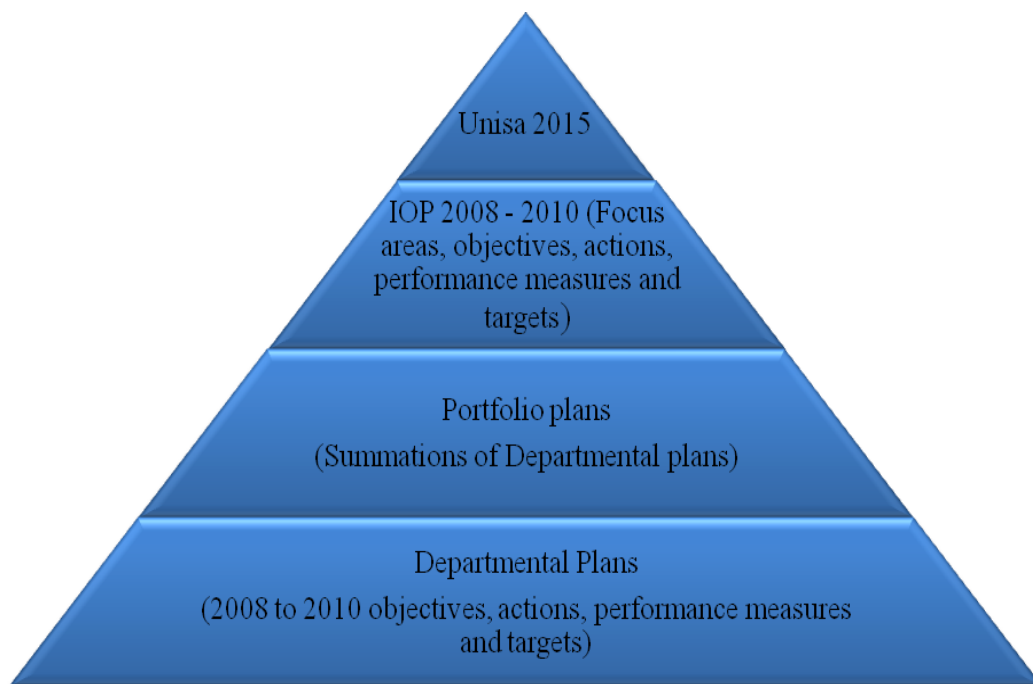 Unisa 2015
IOP 2008 - 2010 (Focus
areas, objectives, actions,
performance measures and
targets)
Portfolio plans
(Summations of Departmental plans)
Departmental Plans
(2008 to 2010 objectives, actions, performance measures
and targets)